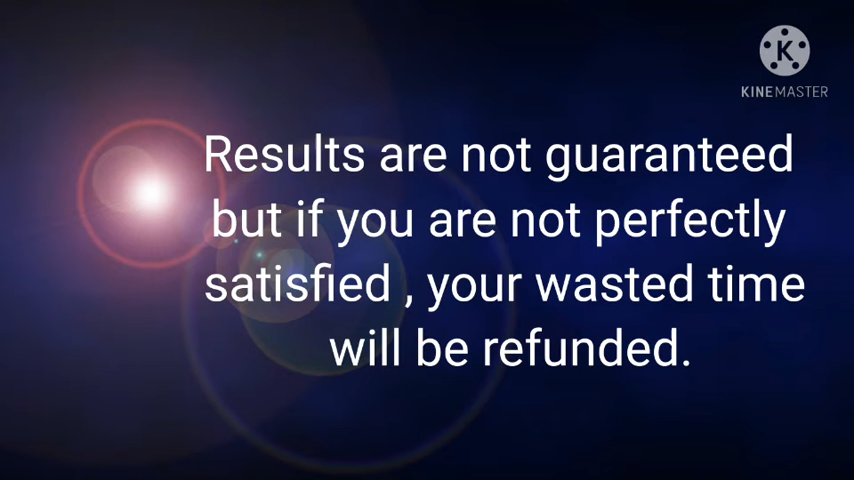 KINEMASTER
Results are not guaranteed
but if you are not perfectly
satisfied , your wasted time
will be refunded.